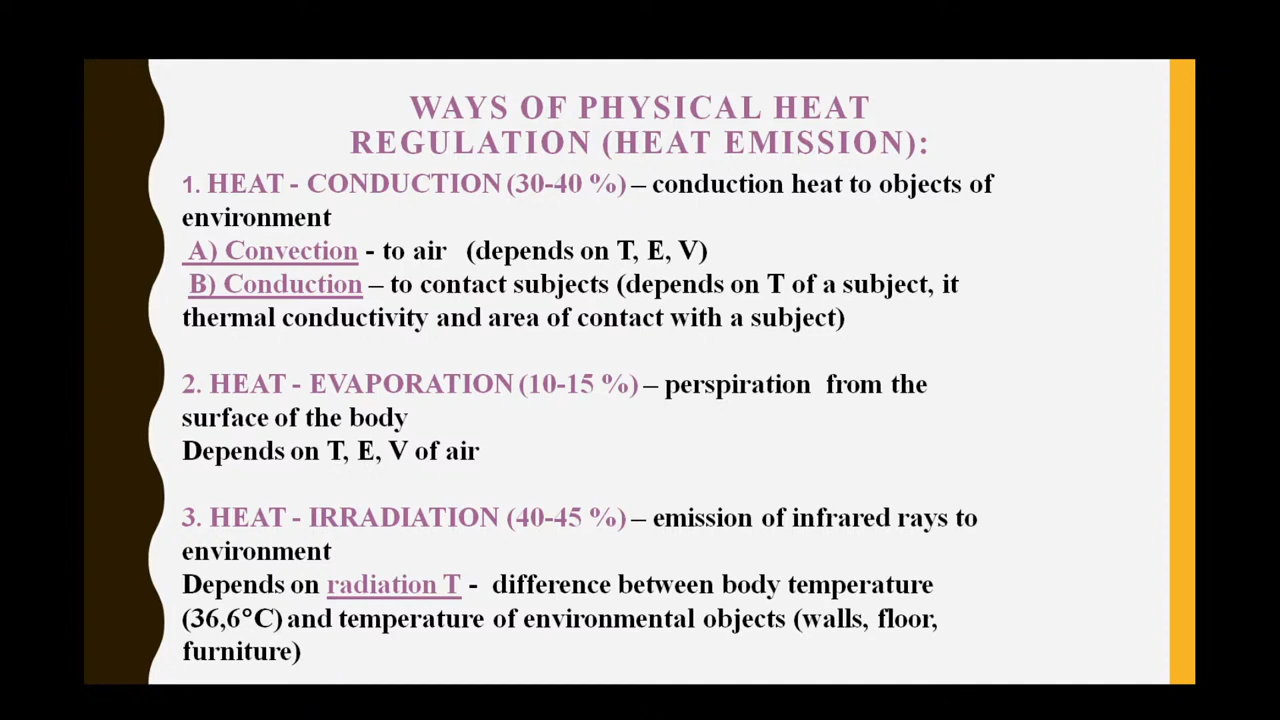 WAYS OF PHYSICAL HEAT
REGULATION (HEAT EMISSION):
1. HEAT - CONDUCTION (30-40 %) – conduction heat to objects of
environment
A) Convection - to air (depends on T, E, V)
B) Conduction – to contact subjects (depends on T of a subject, it
thermal conductivity and area of contact with a subject)
2. HEAT - EVAPORATION (10-15 %) – perspiration from the
surface of the body
Depends on T, E, V of air
3. HEAT - IRRADIATION (40-45 %) – emission of infrared rays to
environment
Depends on radiation T - difference between body temperature
(36,6°C) and temperature of environmental objects (walls, floor,
furniture)